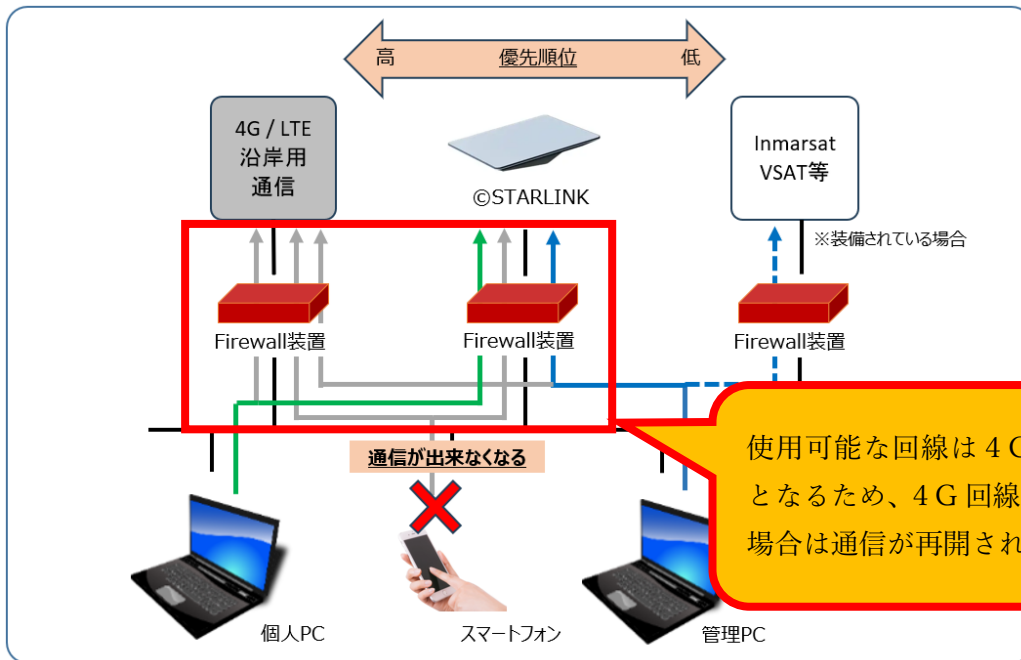 高 優先順位 低
4G / LTE
沿岸用
通信
©STARLINK
Inmarsat
VSAT等
※装備されている場合
Firewall装置
Firewall装置
Firewall装置
通信が出来なくなる
使用可能な回線は４G
となるため、４G 回線
場合は通信が再開され
個人PC
スマートフォン
管理PC